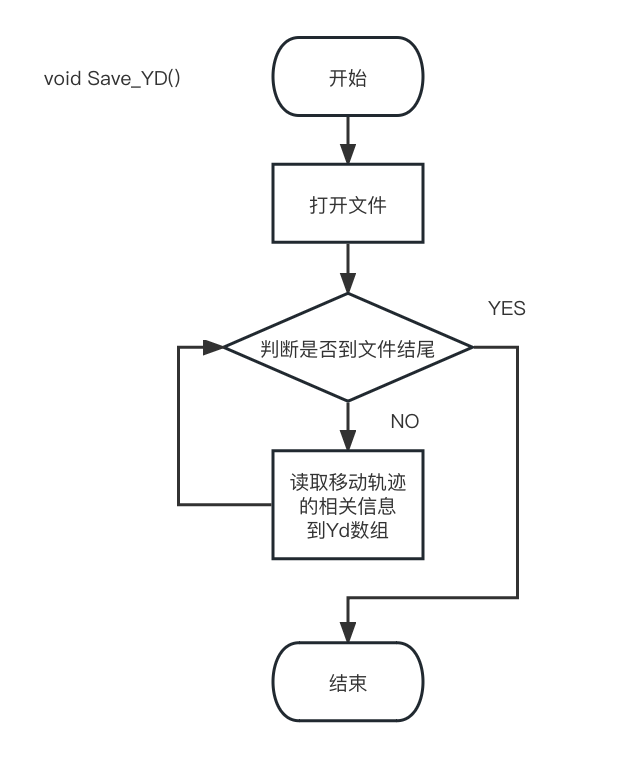 void Save_YD()
开始
打开文件
YES
判断是否到文件结尾
NO
读取移动轨迹
的相关信息
到Yd数组
结束